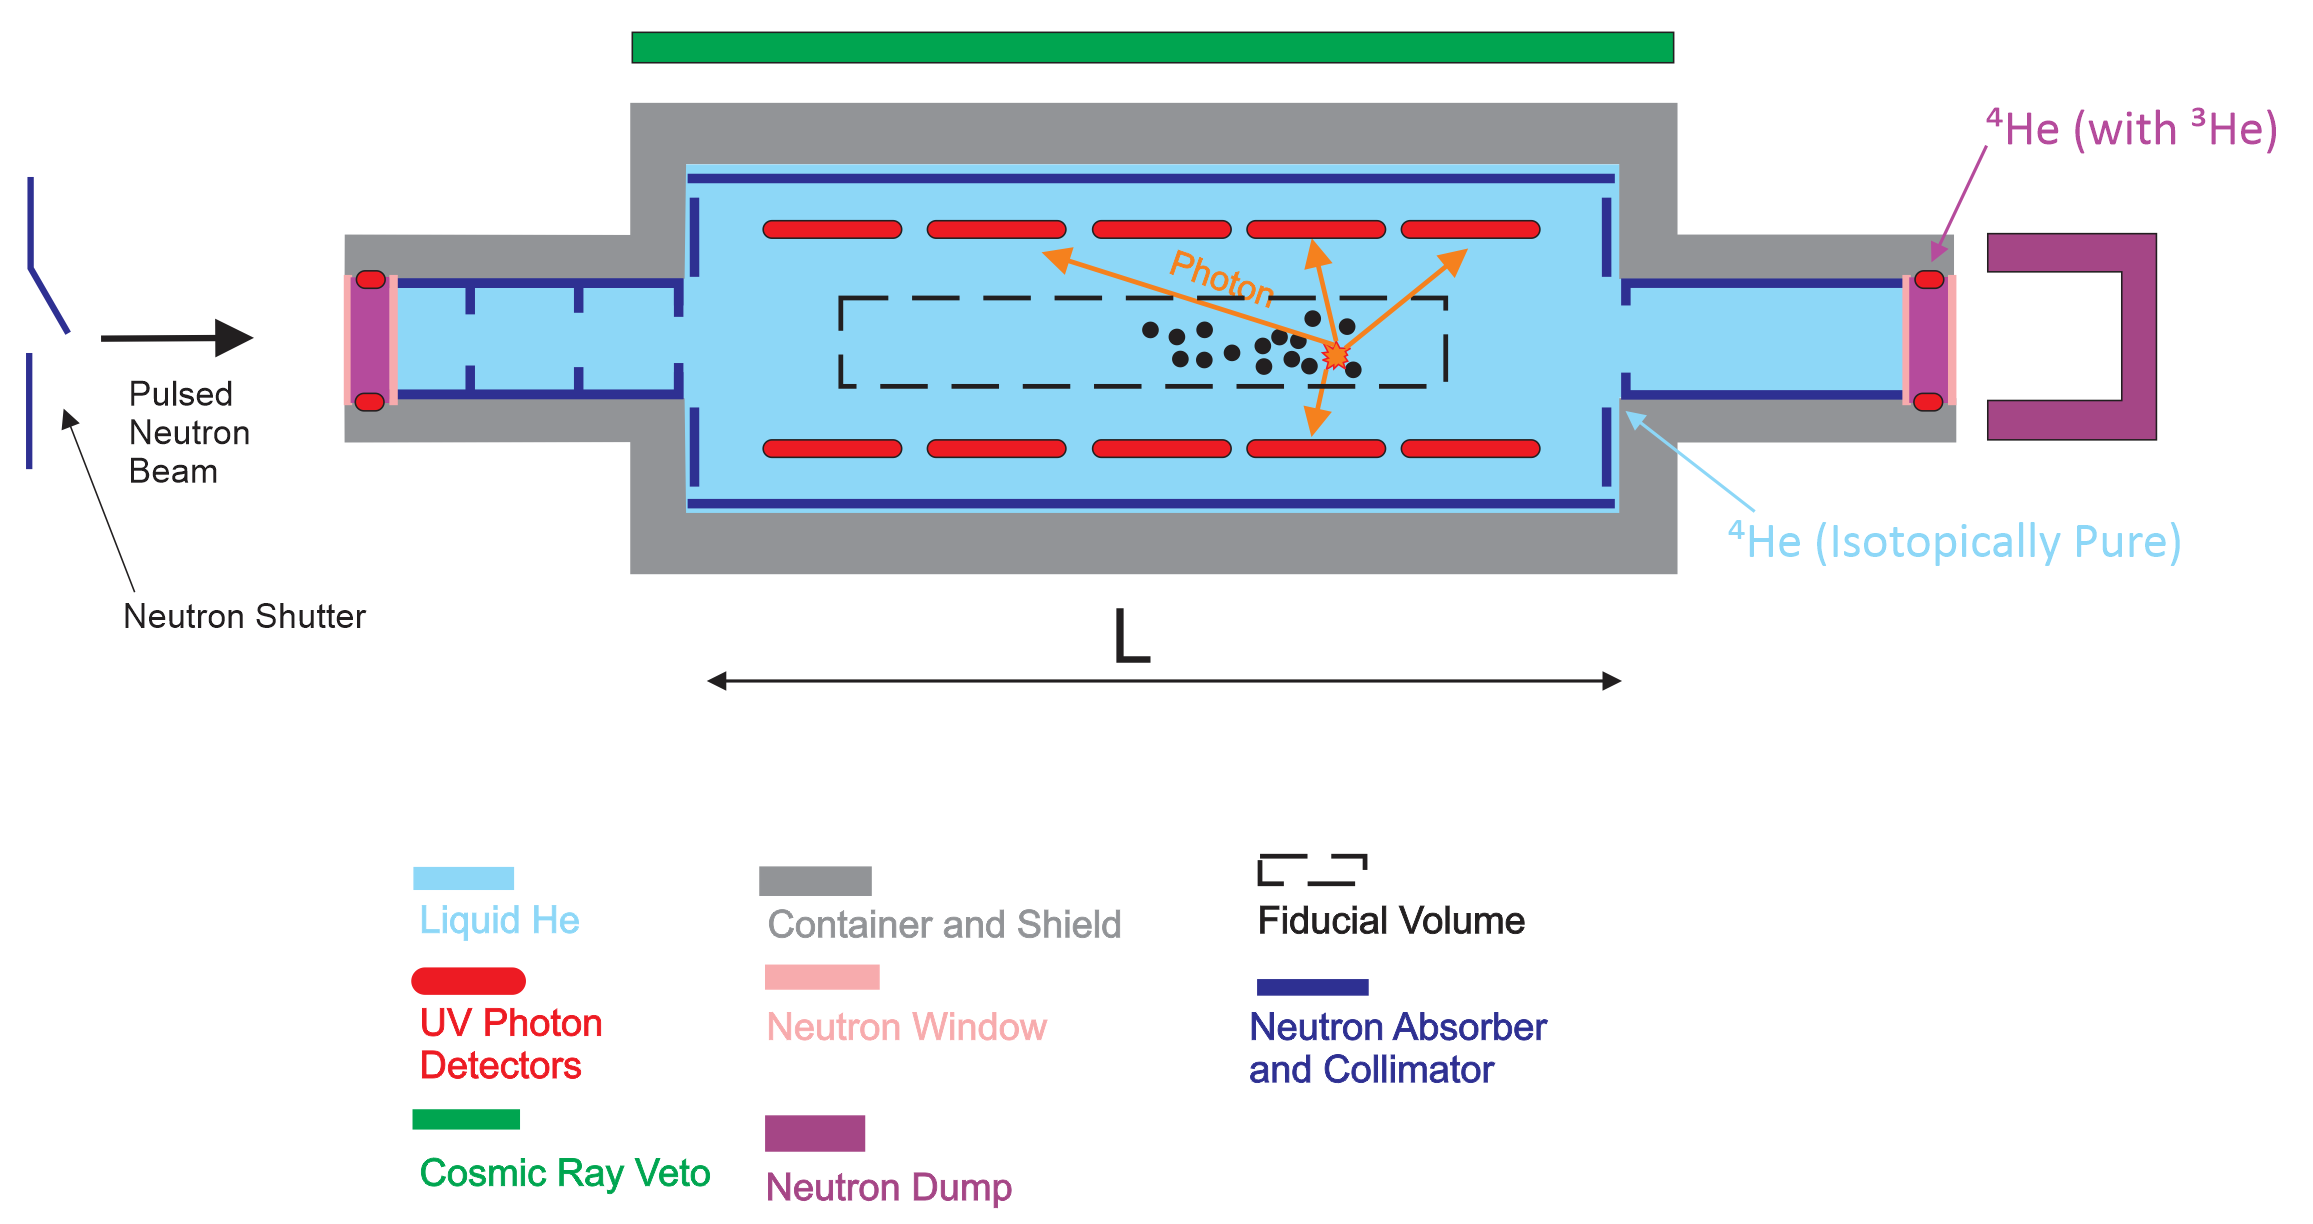 ⁴He (with ³He)
Photon
Pulsed
Neutron
Beam
⁴He (Isotopically Pure)
Neutron Shutter
L
Liquid He
Container and Shield
Fiducial Volume
UV Photon
Detectors
Neutron Window
Neutron Absorber
and Collimator
Cosmic Ray Veto
Neutron Dump